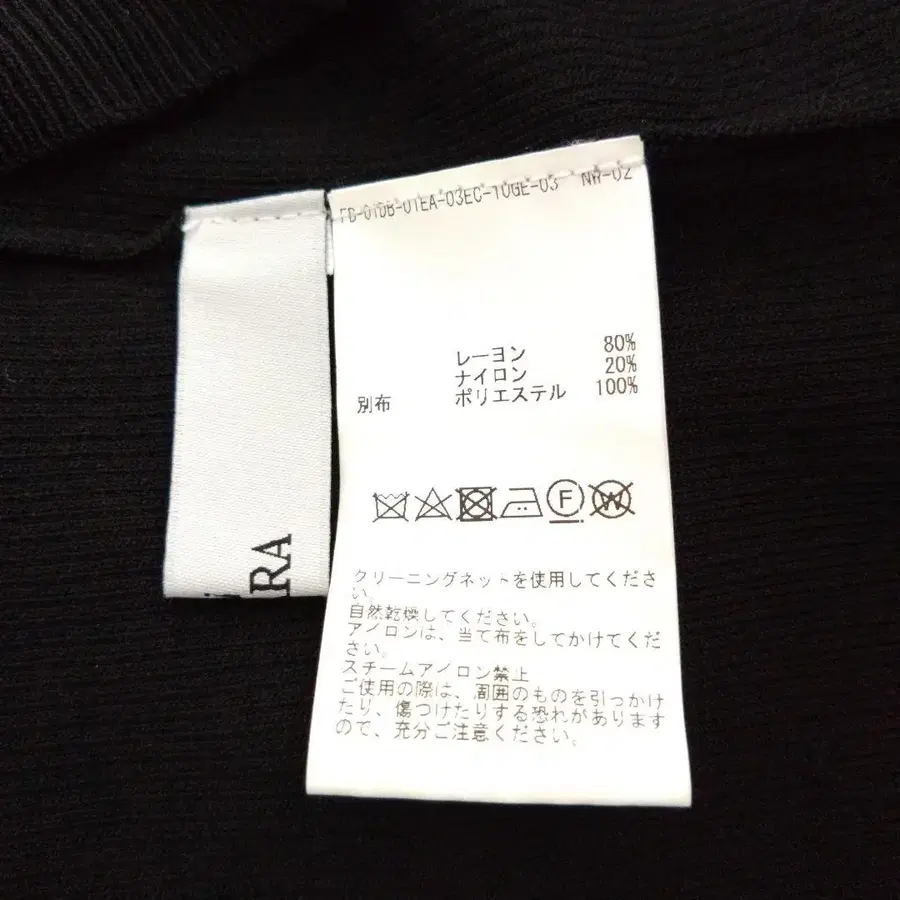 FD-01DB-01EA-03EC-10GE-03 NW-02
レーヨン 80%
ナイロン 20%
別布 ポリエステル 100%
F
W
クリーニングネットを使用してくださ
い。
自然乾燥してください。
アイロンは、当て布をしてかけてくだ
さい。
スチームアイロン禁止
ご使用の際は、周囲のものを引っかけ
たり、傷つけたりする恐れがあります
ので、充分ご注意ください。
RA